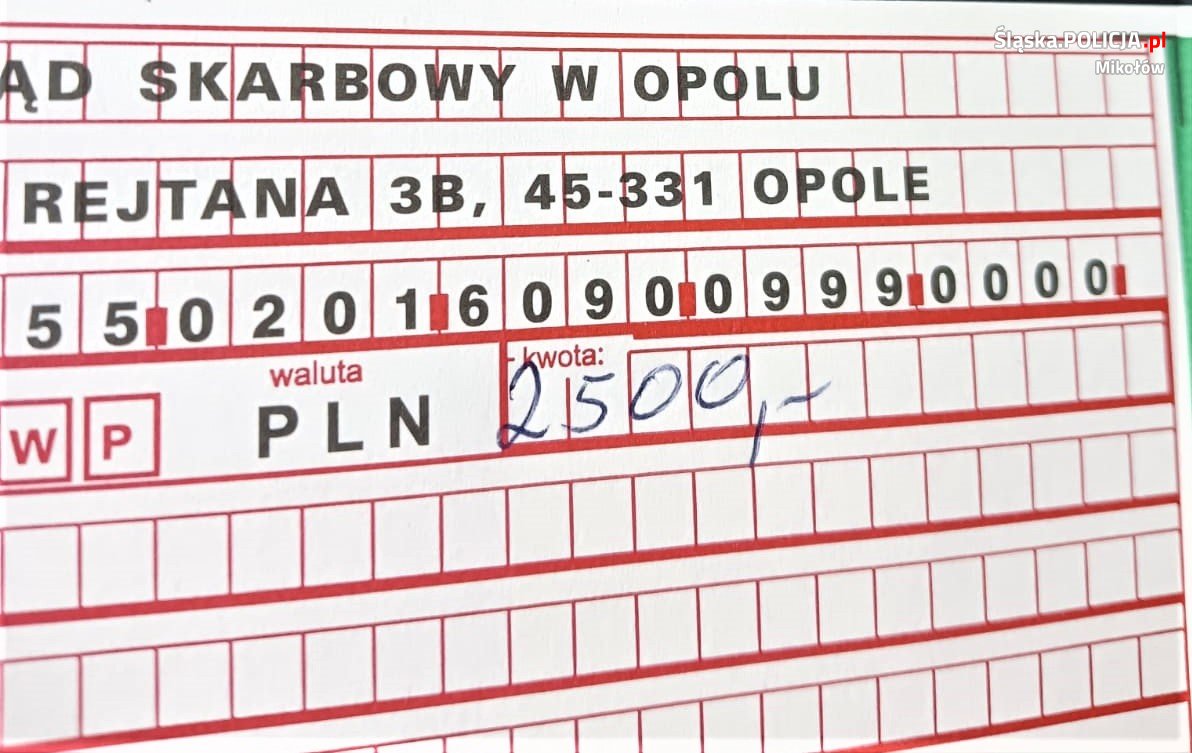 Śląska.POLICJA.pl
Mikołów
ĄD SKARBOWY W OPOLU
REJTANA 3B, 45-331 OPOLE
55 0201 6090 0999 0000
waluta kwota:
W P PLN 2500,-